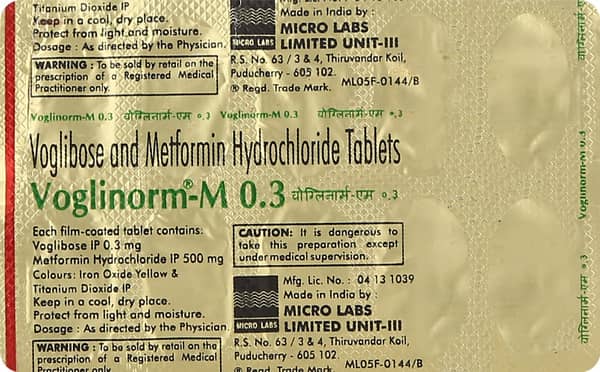 Titanium Dioxide IP
Keep in a cool, dry place.
Protect from light and moisture.
Dosage : As directed by the Physician.
WARNING : To be sold by retail on the
prescription of a Registered Medical
Practitioner only.
MICRO LABS
Made in India by :
MICRO LABS
LIMITED UNIT-III
R.S. No. 63 / 3 & 4, Thiruvandar Koil,
Puducherry - 605 102.
® Regd. Trade Mark. ML05F-0144/B
Voglinorm-M 0.3 वोग्लिनार्म-एम ०.३ Voglinorm-M 0.3 वोग्लिनार्म-एम ०.३
Voglibose and Metformin Hydrochloride Tablets
Voglinorm®-M 0.3 वोग्लिनार्म-एम ०.३
Each film-coated tablet contains:
Voglibose IP 0.3 mg
Metformin Hydrochloride IP 500 mg
Colours: Iron Oxide Yellow &
Titanium Dioxide IP
Keep in a cool, dry place.
Protect from light and moisture.
Dosage : As directed by the Physician.
WARNING : To be sold by retail on the
prescription of a Registered Medical
CAUTION: It is dangerous to
take this preparation except
under medical supervision.
MICRO LABS
Mfg. Lic. No. : 04 13 1039
Made in India by :
MICRO LABS
LIMITED UNIT-III
R.S. No. 63 / 3 & 4, Thiruvandar Koil,
Puducherry - 605 102.
ML05F-0144/B
Voglinorm-M 0.3 वोग्लिनार्म-एम ०.३